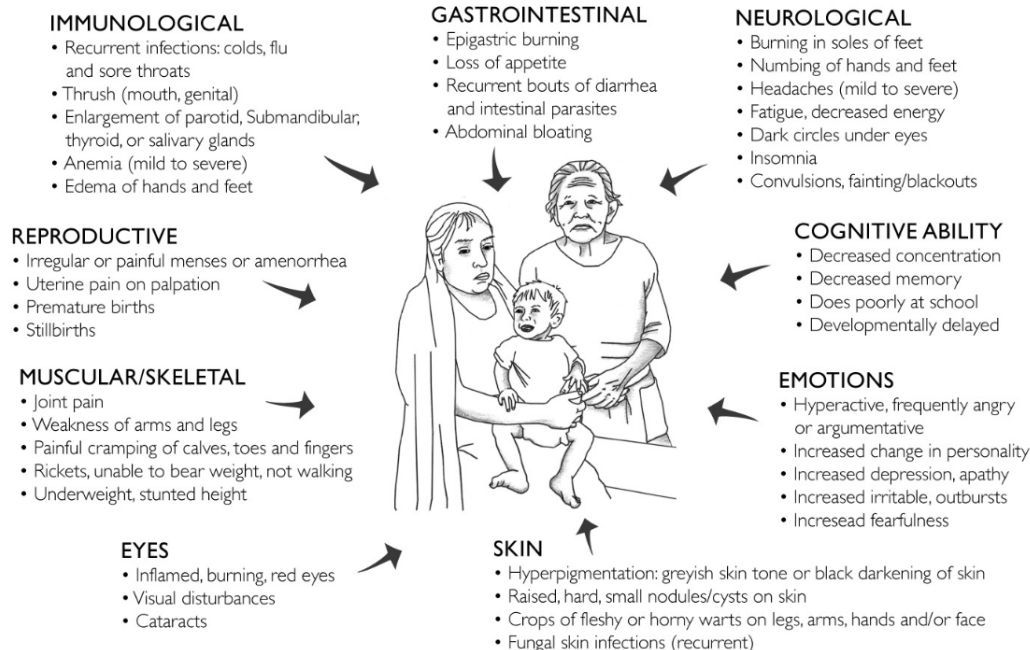 IMMUNOLOGICAL
• Recurrent infections: colds, flu
and sore throats
• Thrush (mouth, genital)
• Enlargement of parotid, Submandibular,
thyroid, or salivary glands
• Anemia (mild to severe)
• Edema of hands and feet
GASTROINTESTINAL
• Epigastric burning
• Loss of appetite
• Recurrent bouts of diarrhea
and intestinal parasites
• Abdominal bloating
NEUROLOGICAL
• Burning in soles of feet
• Numbing of hands and feet
• Headaches (mild to severe)
• Fatigue, decreased energy
• Dark circles under eyes
• Insomnia
• Convulsions, fainting/blackouts
REPRODUCTIVE
• Irregular or painful menses or amenorrhea
• Uterine pain on palpation
• Premature births
• Stillbirths
COGNITIVE ABILITY
• Decreased concentration
• Decreased memory
• Does poorly at school
• Developmentally delayed
MUSCULAR/SKELETAL
• Joint pain
• Weakness of arms and legs
• Painful cramping of calves, toes and fingers
• Rickets, unable to bear weight, not walking
• Underweight, stunted height
EMOTIONS
• Hyperactive, frequently angry
or argumentative
• Increased change in personality
• Increased depression, apathy
• Increased irritable, outbursts
• Incresead fearfulness
EYES
• Inflamed, burning, red eyes
• Visual disturbances
• Cataracts
SKIN
• Hyperpigmentation: greyish skin tone or black darkening of skin
• Raised, hard, small nodules/cysts on skin
• Crops of fleshy or horny warts on legs, arms, hands and/or face
• Fungal skin infections (recurrent)